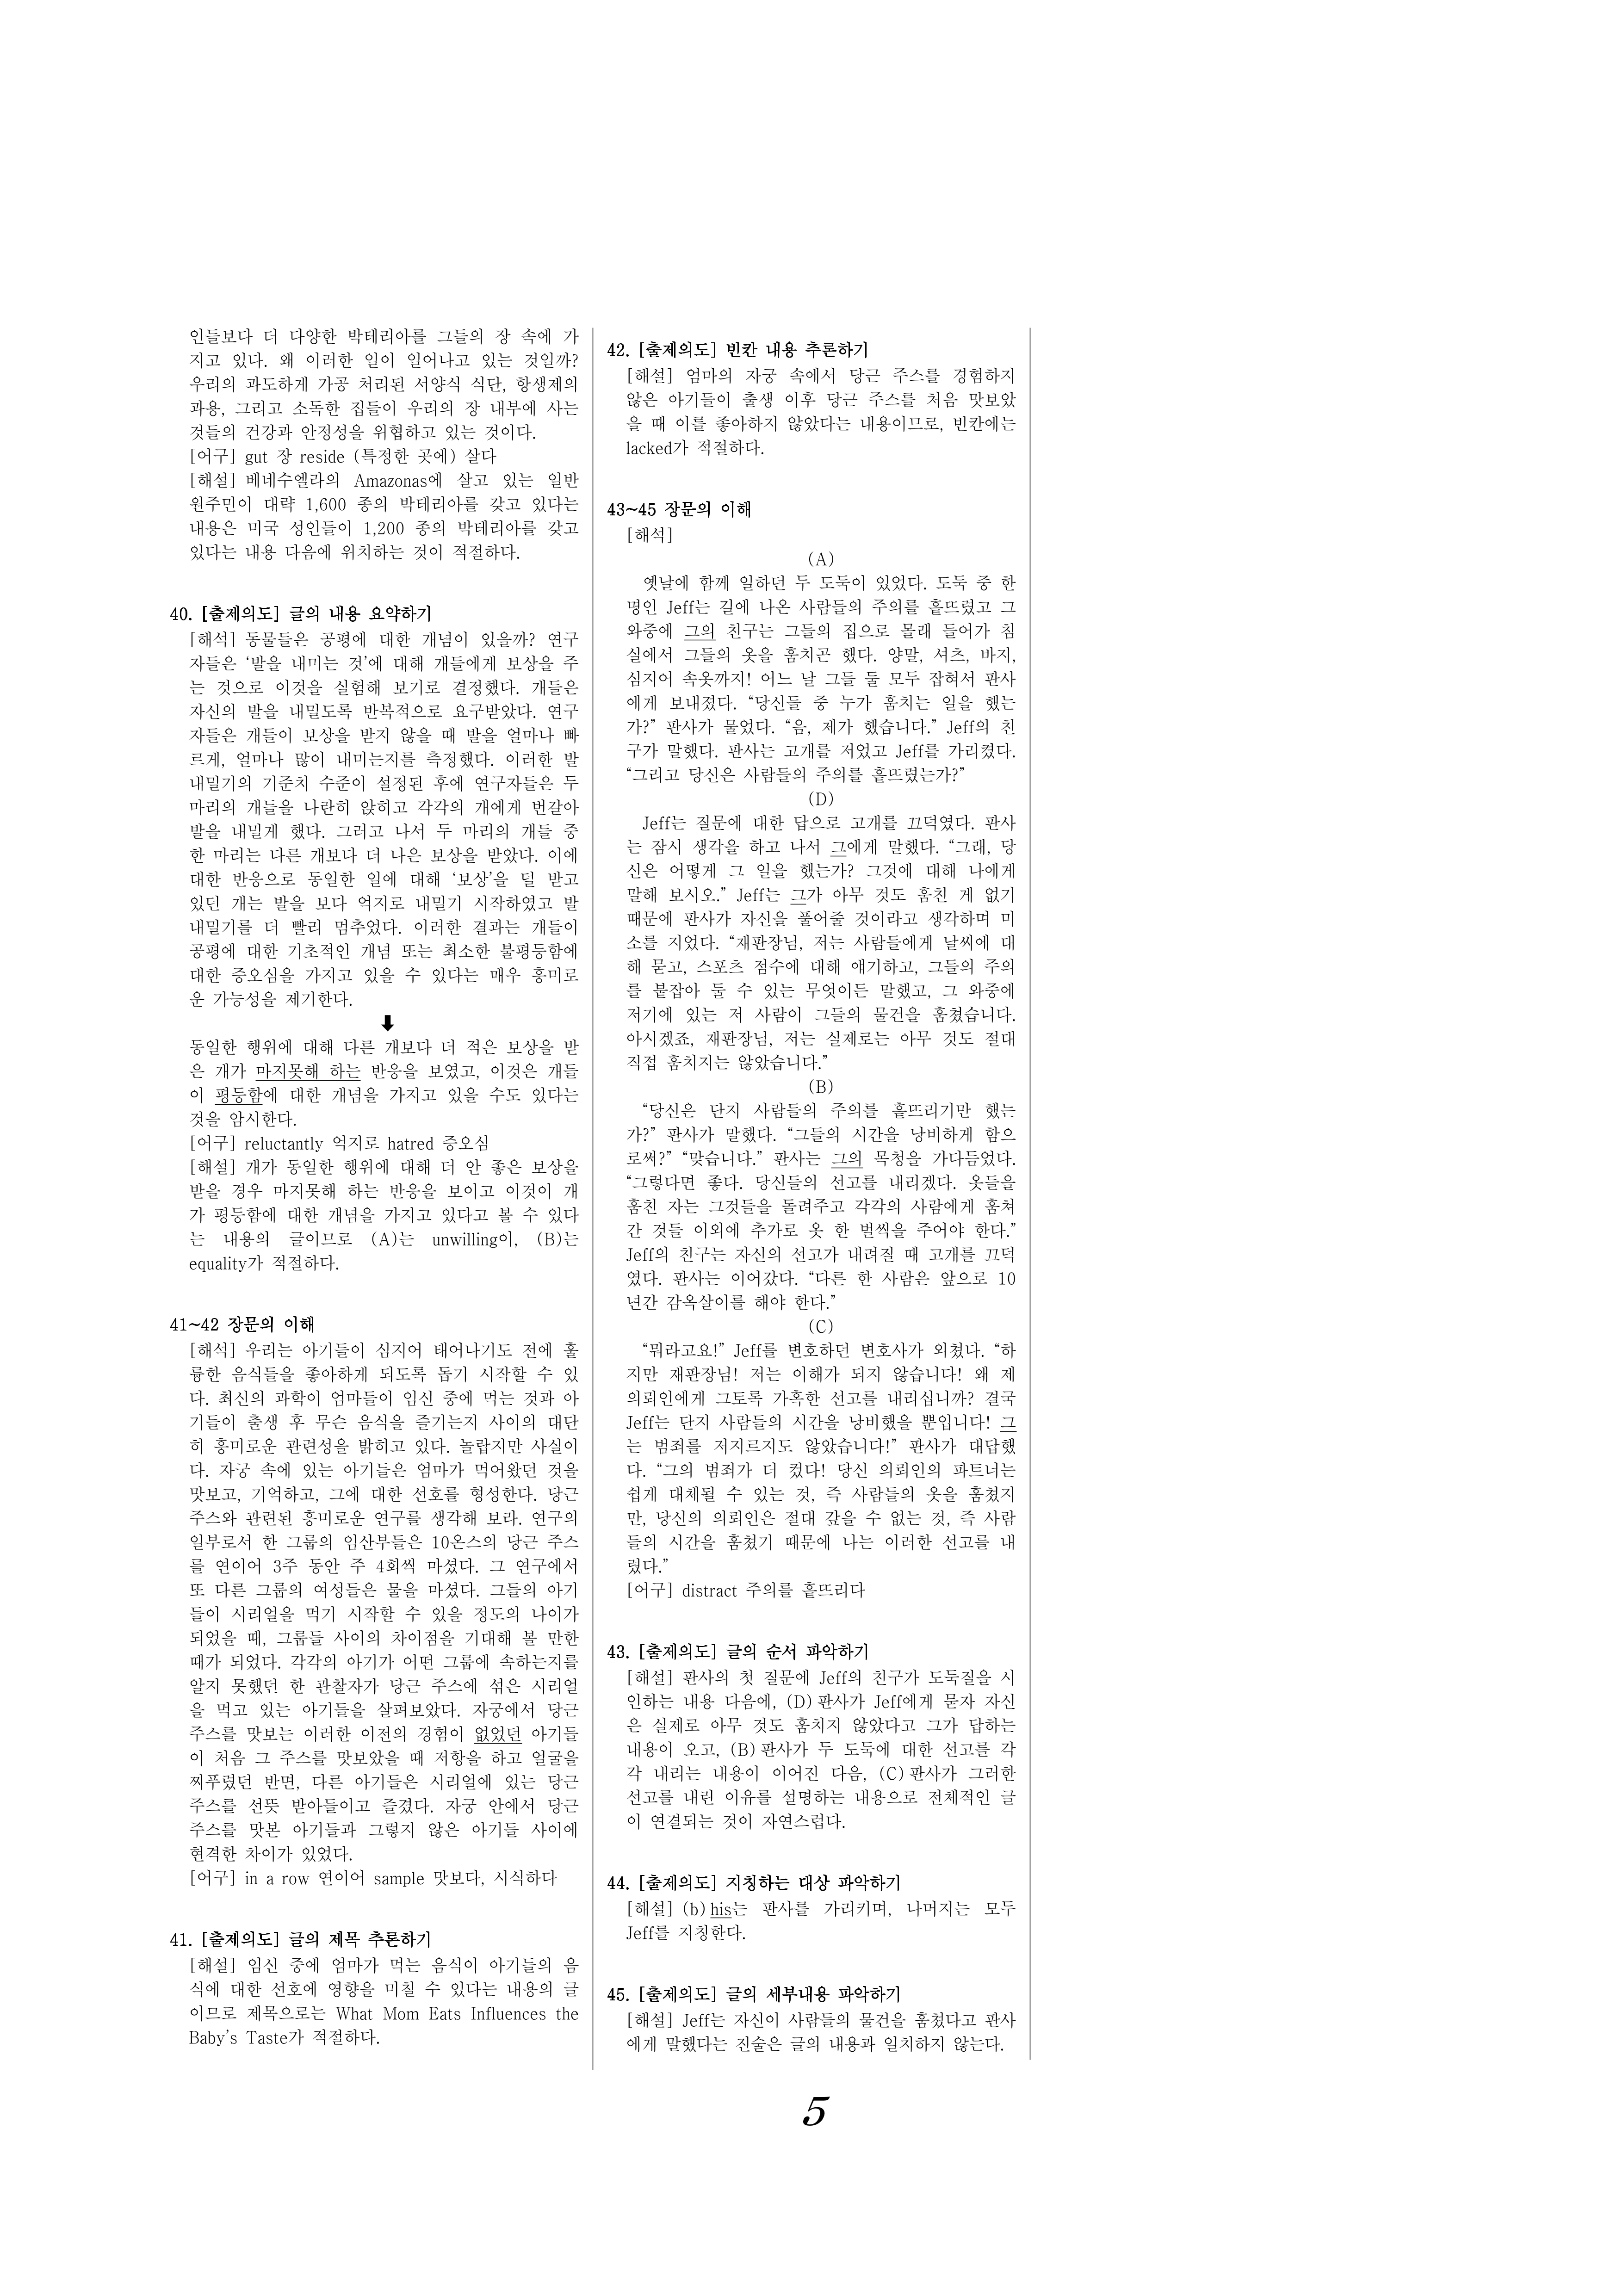 인들보다 더 다양한 박테리아를 그들의 장 속에 가
지고 있다. 왜 이러한 일이 일어나고 있는 것일까?
우리의 과도하게 가공 처리된 서양식 식단, 항생제의
과용, 그리고 소독한 집들이 우리의 장 내부에 사는
것들의 건강과 안정성을 위협하고 있는 것이다.
[어구] gut 장 reside (특정한 곳에) 살다
[해설] 베네수엘라의 Amazonas에 살고 있는 일반
원주민이 대략 1,600 종의 박테리아를 갖고 있다는
내용은 미국 성인들이 1,200 종의 박테리아를 갖고
있다는 내용 다음에 위치하는 것이 적절하다.
40. [출제의도] 글의 내용 요약하기
[해석] 동물들은 공평에 대한 개념이 있을까? 연구
자들은 ‘발을 내미는 것’에 대해 개들에게 보상을 주
는 것으로 이것을 실험해 보기로 결정했다. 개들은
자신의 발을 내밀도록 반복적으로 요구받았다. 연구
자들은 개들이 보상을 받지 않을 때 발을 얼마나 빠
르게, 얼마나 많이 내미는지를 측정했다. 이러한 발
내밀기의 기준치 수준이 설정된 후에 연구자들은 두
마리의 개들을 나란히 앉히고 각각의 개에게 번갈아
발을 내밀게 했다. 그러고 나서 두 마리의 개들 중
한 마리는 다른 개보다 더 나은 보상을 받았다. 이에
대한 반응으로 동일한 일에 대해 ‘보상’을 덜 받고
있던 개는 발을 보다 억지로 내밀기 시작하였고 발
내밀기를 더 빨리 멈추었다. 이러한 결과는 개들이
공평에 대한 기초적인 개념 또는 최소한 불평등함에
대한 증오심을 가지고 있을 수 있다는 매우 흥미로
운 가능성을 제기한다.
🡇
동일한 행위에 대해 다른 개보다 더 적은 보상을 받
은 개가 마지못해 하는 반응을 보였고, 이것은 개들
이 평등함에 대한 개념을 가지고 있을 수도 있다는
것을 암시한다.
[어구] reluctantly 억지로 hatred 증오심
[해설] 개가 동일한 행위에 대해 더 안 좋은 보상을
받을 경우 마지못해 하는 반응을 보이고 이것이 개
가 평등함에 대한 개념을 가지고 있다고 볼 수 있다
는 내용의 글이므로 (A)는 unwilling이, (B)는
equality가 적절하다.
41~42 장문의 이해
[해석] 우리는 아기들이 심지어 태어나기도 전에 훌
륭한 음식들을 좋아하게 되도록 돕기 시작할 수 있
다. 최신의 과학이 엄마들이 임신 중에 먹는 것과 아
기들이 출생 후 무슨 음식을 즐기는지 사이의 대단
히 흥미로운 관련성을 밝히고 있다. 놀랍지만 사실이
다. 자궁 속에 있는 아기들은 엄마가 먹어왔던 것을
맛보고, 기억하고, 그에 대한 선호를 형성한다. 당근
주스와 관련된 흥미로운 연구를 생각해 보라. 연구의
일부로서 한 그룹의 임산부들은 10온스의 당근 주스
를 연이어 3주 동안 주 4회씩 마셨다. 그 연구에서
또 다른 그룹의 여성들은 물을 마셨다. 그들의 아기
들이 시리얼을 먹기 시작할 수 있을 정도의 나이가
되었을 때, 그룹들 사이의 차이점을 기대해 볼 만한
때가 되었다. 각각의 아기가 어떤 그룹에 속하는지를
알지 못했던 한 관찰자가 당근 주스에 섞은 시리얼
을 먹고 있는 아기들을 살펴보았다. 자궁에서 당근
주스를 맛보는 이러한 이전의 경험이 없었던 아기들
이 처음 그 주스를 맛보았을 때 저항을 하고 얼굴을
찌푸렸던 반면, 다른 아기들은 시리얼에 있는 당근
주스를 선뜻 받아들이고 즐겼다. 자궁 안에서 당근
주스를 맛본 아기들과 그렇지 않은 아기들 사이에
현격한 차이가 있었다.
[어구] in a row 연이어 sample 맛보다, 시식하다
41. [출제의도] 글의 제목 추론하기
[해설] 임신 중에 엄마가 먹는 음식이 아기들의 음
식에 대한 선호에 영향을 미칠 수 있다는 내용의 글
이므로 제목으로는 What Mom Eats Influences the
Baby’s Taste가 적절하다.
42. [출제의도] 빈칸 내용 추론하기
[해설] 엄마의 자궁 속에서 당근 주스를 경험하지
않은 아기들이 출생 이후 당근 주스를 처음 맛보았
을 때 이를 좋아하지 않았다는 내용이므로, 빈칸에는
lacked가 적절하다.
43~45 장문의 이해
[해석]
(A)
옛날에 함께 일하던 두 도둑이 있었다. 도둑 중 한
명인 Jeff는 길에 나온 사람들의 주의를 흩뜨렸고 그
와중에 그의 친구는 그들의 집으로 몰래 들어가 침
실에서 그들의 옷을 훔치곤 했다. 양말, 셔츠, 바지,
심지어 속옷까지! 어느 날 그들 둘 모두 잡혀서 판사
에게 보내졌다. “당신들 중 누가 훔치는 일을 했는
가?” 판사가 물었다. “음, 제가 했습니다.” Jeff의 친
구가 말했다. 판사는 고개를 저었고 Jeff를 가리켰다.
“그리고 당신은 사람들의 주의를 흩뜨렸는가?”
(D)
Jeff는 질문에 대한 답으로 고개를 끄덕였다. 판사
는 잠시 생각을 하고 나서 그에게 말했다. “그래, 당
신은 어떻게 그 일을 했는가? 그것에 대해 나에게
말해 보시오.” Jeff는 그가 아무 것도 훔친 게 없기
때문에 판사가 자신을 풀어줄 것이라고 생각하며 미
소를 지었다. “재판장님, 저는 사람들에게 날씨에 대
해 묻고, 스포츠 점수에 대해 얘기하고, 그들의 주의
를 붙잡아 둘 수 있는 무엇이든 말했고, 그 와중에
저기에 있는 저 사람이 그들의 물건을 훔쳤습니다.
아시겠죠, 재판장님, 저는 실제로는 아무 것도 절대
직접 훔치지는 않았습니다.”
(B)
“당신은 단지 사람들의 주의를 흩뜨리기만 했는
가?” 판사가 말했다. “그들의 시간을 낭비하게 함으
로써?” “맞습니다.” 판사는 그의 목청을 가다듬었다.
“그렇다면 좋다. 당신들의 선고를 내리겠다. 옷들을
훔친 자는 그것들을 돌려주고 각각의 사람에게 훔쳐
간 것들 이외에 추가로 옷 한 벌씩을 주어야 한다.”
Jeff의 친구는 자신의 선고가 내려질 때 고개를 끄덕
였다. 판사는 이어갔다. “다른 한 사람은 앞으로 10
년간 감옥살이를 해야 한다.”
(C)
“뭐라고요!” Jeff를 변호하던 변호사가 외쳤다. “하
지만 재판장님! 저는 이해가 되지 않습니다! 왜 제
의뢰인에게 그토록 가혹한 선고를 내리십니까? 결국
Jeff는 단지 사람들의 시간을 낭비했을 뿐입니다! 그
는 범죄를 저지르지도 않았습니다!” 판사가 대답했
다. “그의 범죄가 더 컸다! 당신 의뢰인의 파트너는
쉽게 대체될 수 있는 것, 즉 사람들의 옷을 훔쳤지
만, 당신의 의뢰인은 절대 갚을 수 없는 것, 즉 사람
들의 시간을 훔쳤기 때문에 나는 이러한 선고를 내
렸다.”
[어구] distract 주의를 흩뜨리다
43. [출제의도] 글의 순서 파악하기
[해설] 판사의 첫 질문에 Jeff의 친구가 도둑질을 시
인하는 내용 다음에, (D) 판사가 Jeff에게 묻자 자신
은 실제로 아무 것도 훔치지 않았다고 그가 답하는
내용이 오고, (B) 판사가 두 도둑에 대한 선고를 각
각 내리는 내용이 이어진 다음, (C) 판사가 그러한
선고를 내린 이유를 설명하는 내용으로 전체적인 글
이 연결되는 것이 자연스럽다.
44. [출제의도] 지칭하는 대상 파악하기
[해설] (b) his는 판사를 가리키며, 나머지는 모두
Jeff를 지칭한다.
45. [출제의도] 글의 세부내용 파악하기
[해설] Jeff는 자신이 사람들의 물건을 훔쳤다고 판사
에게 말했다는 진술은 글의 내용과 일치하지 않는다.
5